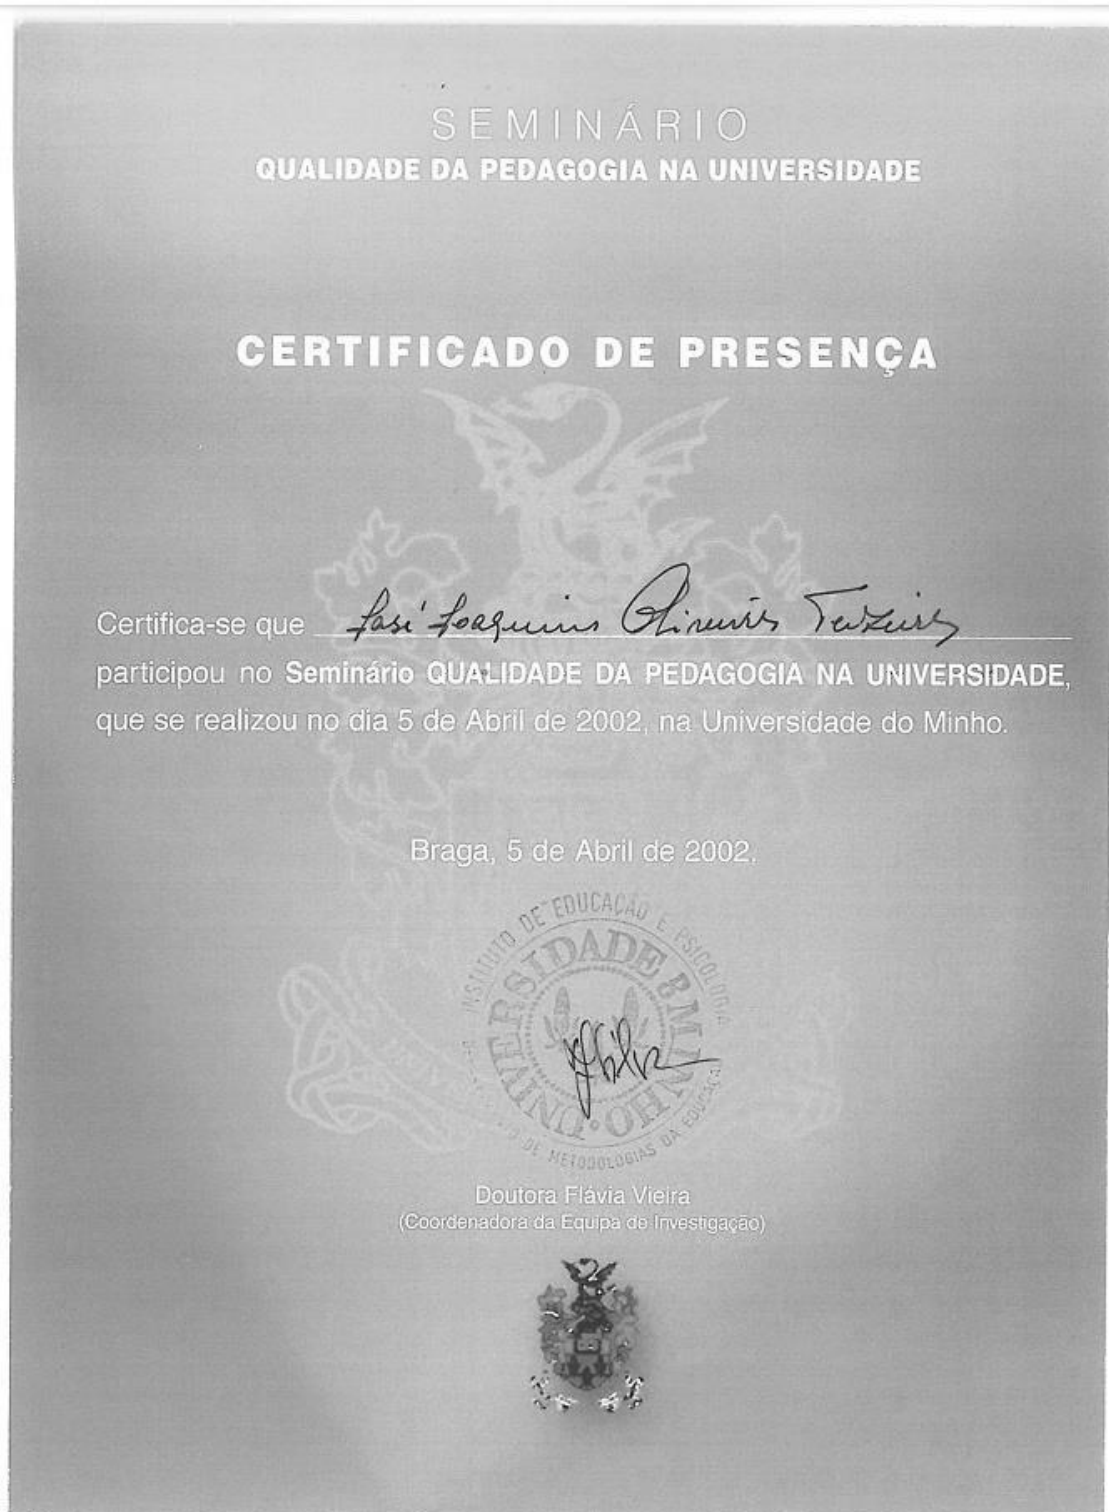 SEMINÁRIO
QUALIDADE DA PEDAGOGIA NA UNIVERSIDADE
CERTIFICADO DE PRESENÇA
Certifica-se que José Joaquim Oliveira Teixeira
participou no Seminário QUALIDADE DA PEDAGOGIA NA UNIVERSIDADE,
que se realizou no dia 5 de Abril de 2002, na Universidade do Minho.
Braga, 5 de Abril de 2002.
INSTITUTO DE EDUCAÇÃO E PSICOLOGIA
UNIVERSIDADE DO MINHO
DE METODOLOGIAS DA EDUCAÇÃO
Doutora Flávia Vieira
(Coordenadora da Equipa de Investigação)